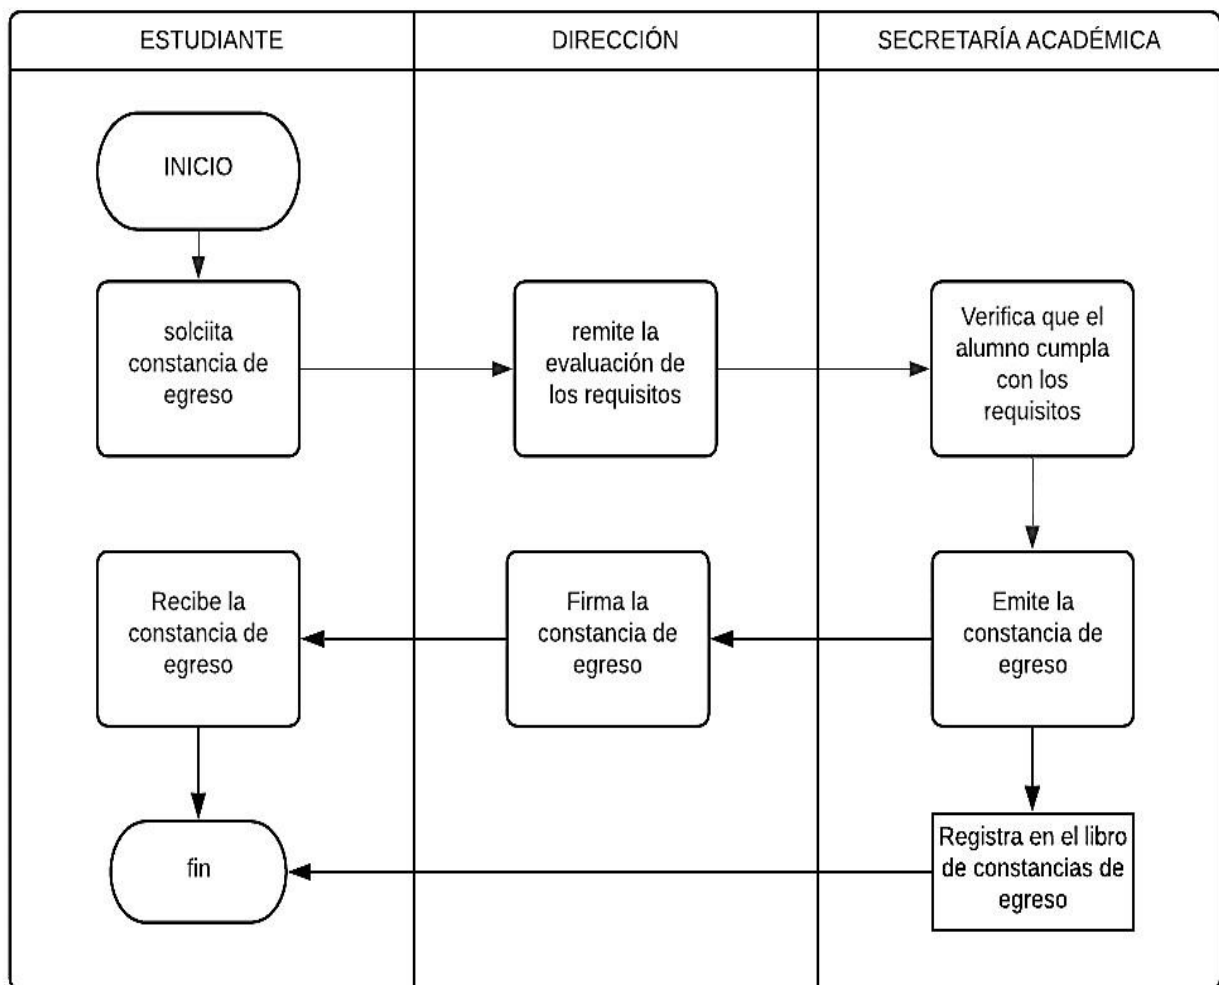 ESTUDIANTE
DIRECCIÓN
SECRETARÍA ACADÉMICA
INICIO
solciita
constancia de
egreso
remite la
evaluación de
los requisitos
Verifica que el
alumno cumpla
con los
requisitos
Recibe la
constancia de
egreso
Firma la
constancia de
egreso
Emite la
constancia de
egreso
fin
Registra en el libro
de constancias de
egreso